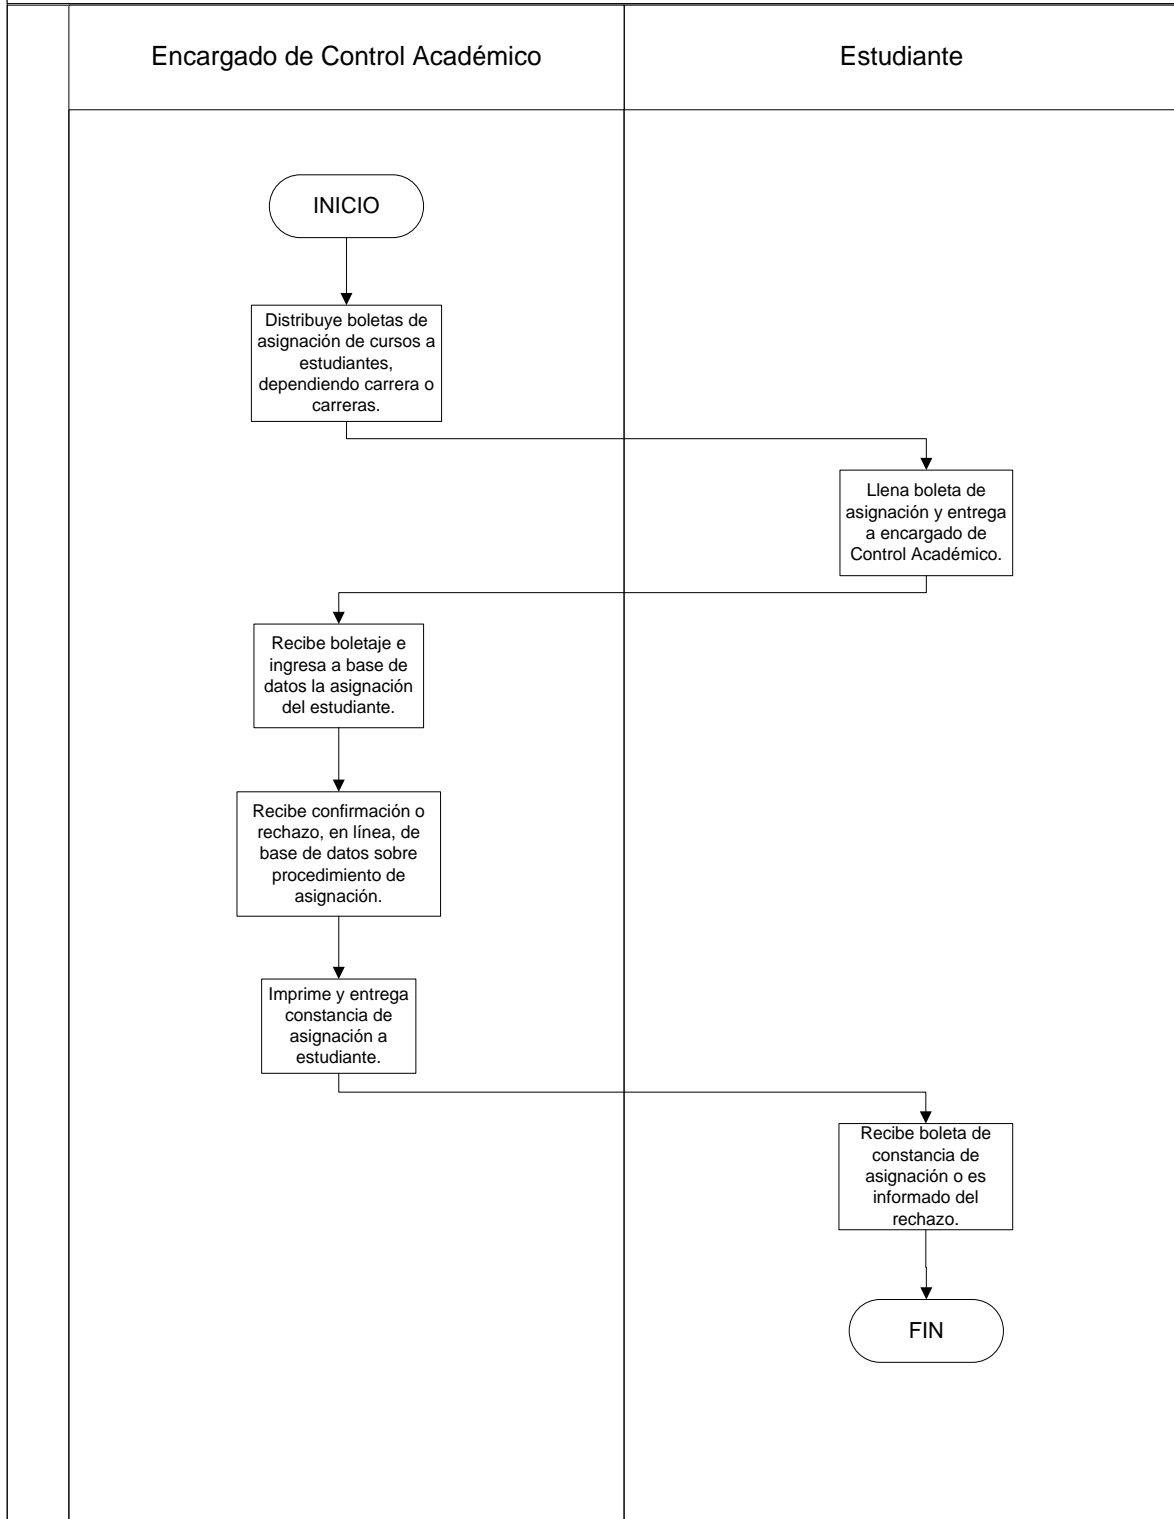 Encargado de Control Académico
Estudiante
INICIO
Distribuye boletas de
asignación de cursos a
estudiantes,
dependiendo carrera o
carreras.
Llena boleta de
asignación y entrega
a encargado de
Control Académico.
Recibe boletaje e
ingresa a base de
datos la asignación
del estudiante.
Recibe confirmación o
rechazo, en línea, de
base de datos sobre
procedimiento de
asignación.
Imprime y entrega
constancia de
asignación a
estudiante.
Recibe boleta de
constancia de
asignación o es
informado del
rechazo.
FIN